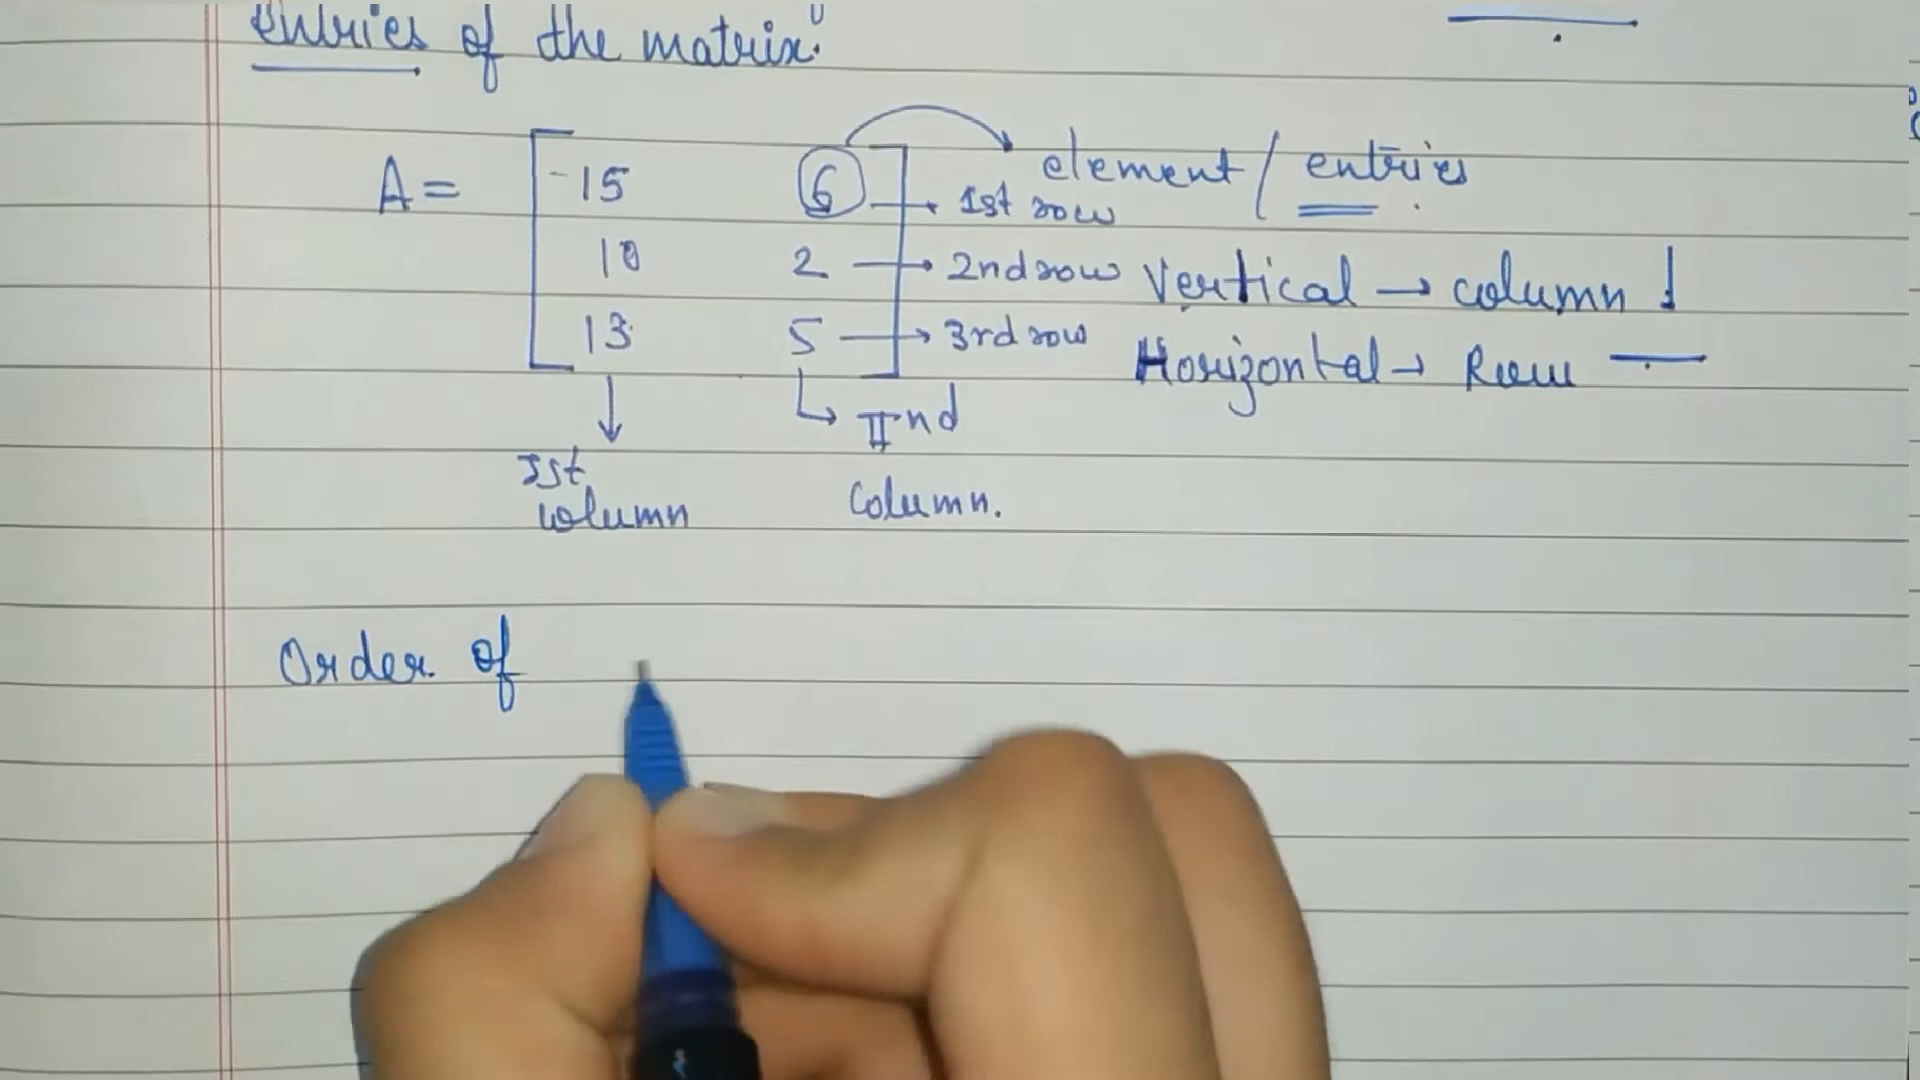 entries of the matrix."
A = [ -15 6 ] → element / entries
→ 1st row
10 2 → 2nd row Vertical → column
13 5 → 3rd row Horizontal → Row —
↓ ↳ IInd
Ist
column Column.
Order of